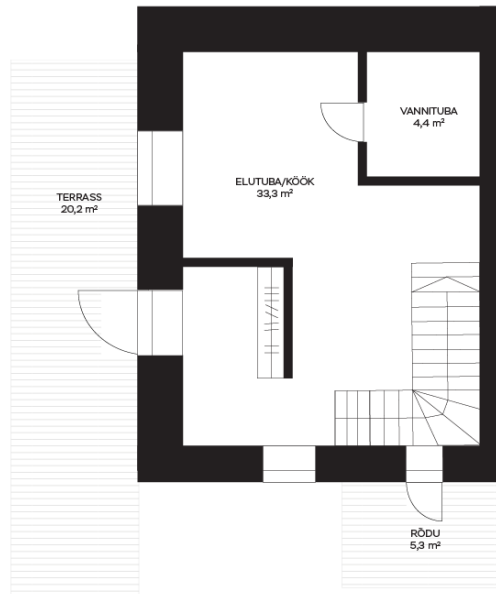 VANNITUBA
4,4 m²
ELUTUBA/KÖÖK
33,3 m²
TERRASS
20,2 m²
RÕDU
5,3 m²